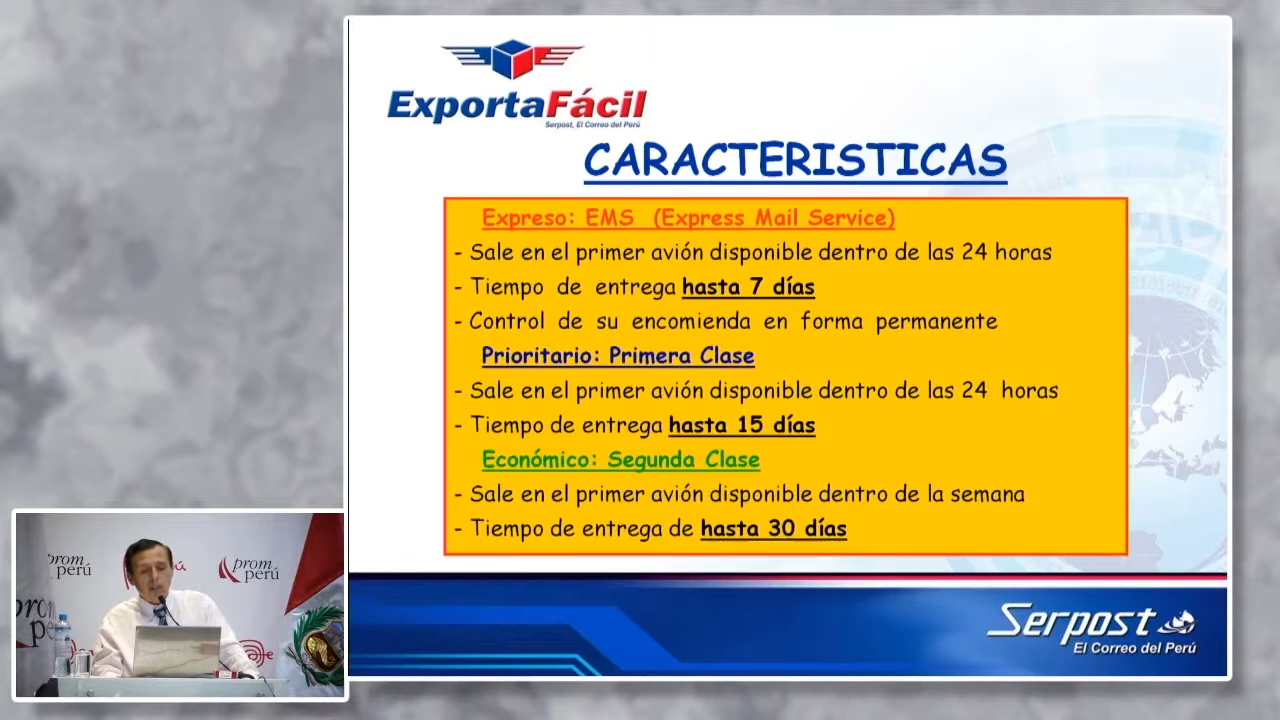 ExportaFácil
Serpost, El Correo del Perú
CARACTERISTICAS
Expreso: EMS (Express Mail Service)
- Sale en el primer avión disponible dentro de las 24 horas
- Tiempo de entrega hasta 7 días
- Control de su encomienda en forma permanente
Prioritario: Primera Clase
- Sale en el primer avión disponible dentro de las 24 horas
- Tiempo de entrega hasta 15 días
Económico: Segunda Clase
- Sale en el primer avión disponible dentro de la semana
- Tiempo de entrega de hasta 30 días
Serpost
El Correo del Perú
prom
perú
prom
perú